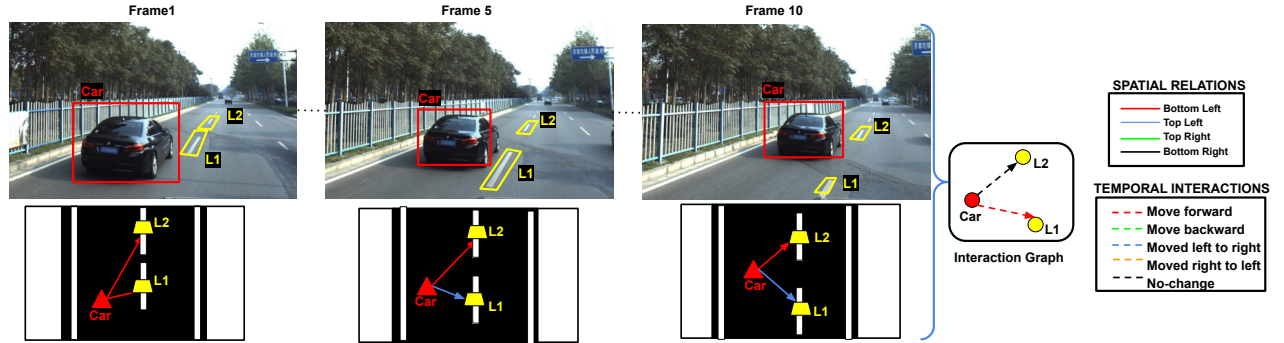 Frame1
Frame 5
Frame 10
Car
L2
L1
Car
L2
L1
Car
L2
L1
L2
L1
Car
L2
L1
Car
L2
L1
Car
L2
Car
L1
Interaction Graph
SPATIAL RELATIONS
Bottom Left
Top Left
Top Right
Bottom Right
TEMPORAL INTERACTIONS
Move forward
Move backward
Moved left to right
Moved right to left
No-change